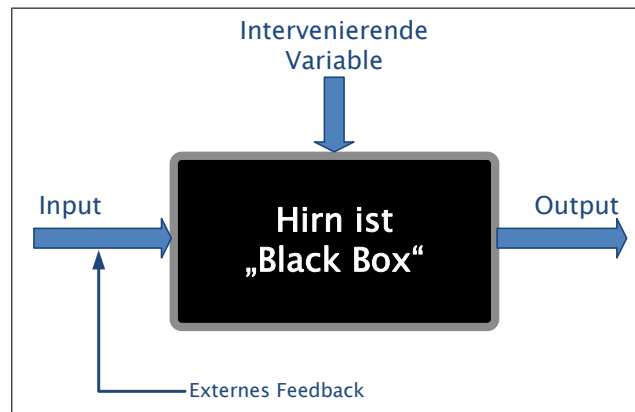 Intervenierende
Variable
Input
Output
Hirn ist
„Black Box“
Externes Feedback